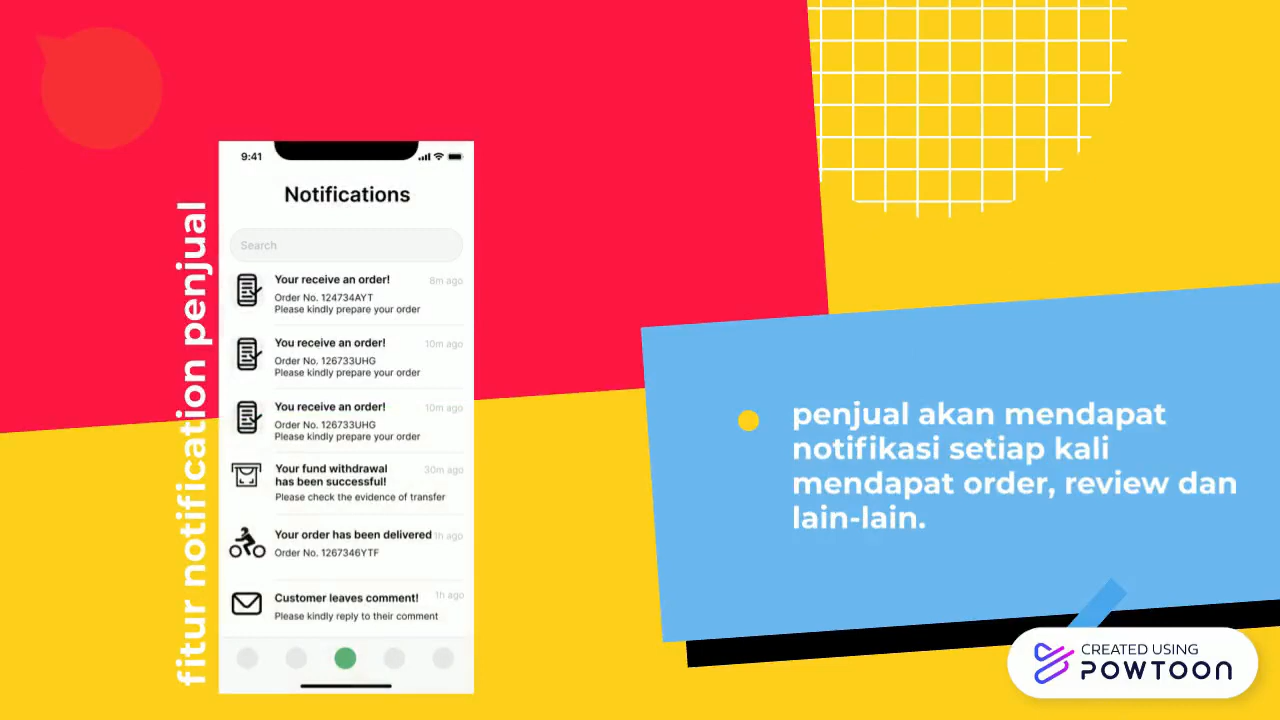 fitur notification penjual
9:41
Notifications
Search
Your receive an order!
8m ago
Order No. 124734AYT
Please kindly prepare your order
You receive an order!
10m ago
Order No. 126733UHG
Please kindly prepare your order
You receive an order!
10m ago
Order No. 126733UHG
Please kindly prepare your order
Your fund withdrawal
30m ago
has been successful!
Please check the evidence of transfer
Your order has been delivered
1h ago
Order No. 1267346YTF
Customer leaves comment!
1h ago
Please kindly reply to their comment
penjual akan mendapat
notifikasi setiap kali
mendapat order, review dan
lain-lain.
CREATED USING
POWTOON